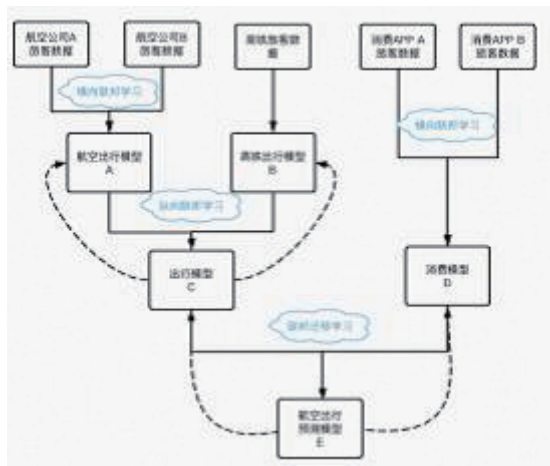 航空公司A
旅客数据
航空公司B
旅客数据
高铁旅客数
据
消费APP A
旅客数据
消费APP B
旅客数据
横向联邦学习
横向联邦学习
航空出行模型
A
高铁出行模型
B
纵向联邦学习
出行模型
C
消费模型
D
联邦迁移学习
航空出行
预测模型
E